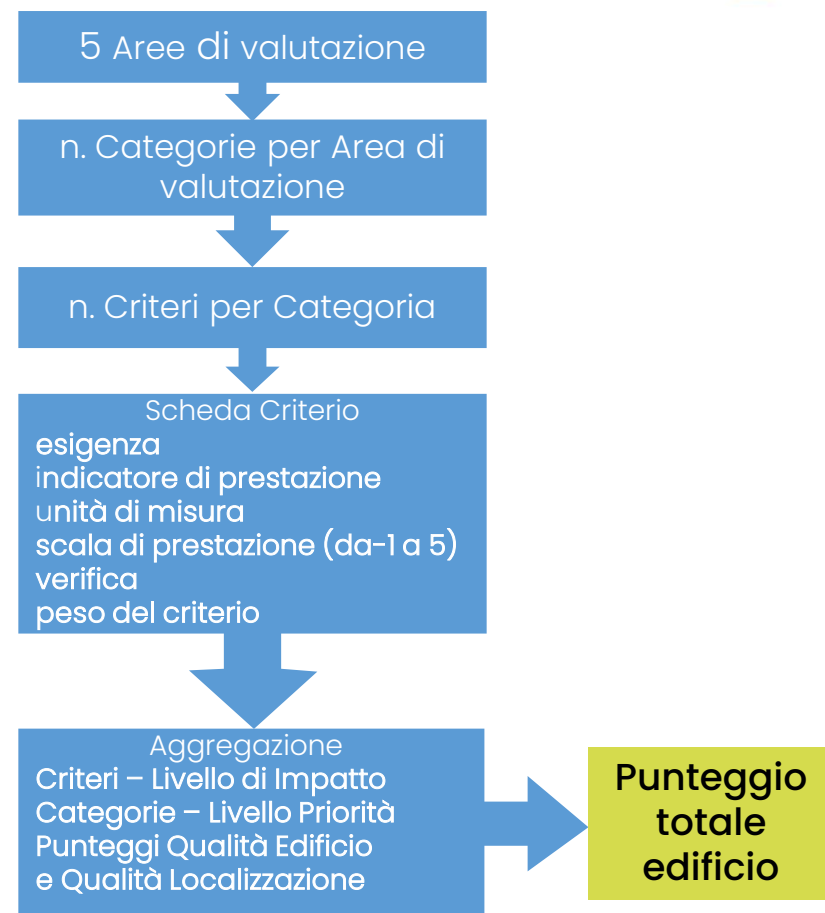 5 Aree di valutazione
n. Categorie per Area di
valutazione
n. Criteri per Categoria
Scheda Criterio
esigenza
indicatore di prestazione
unità di misura
scala di prestazione (da-1 a 5)
verifica
peso del criterio
Aggregazione
Criteri – Livello di Impatto
Categorie – Livello Priorità
Punteggi Qualità Edificio
e Qualità Localizzazione
Punteggio
totale
edificio